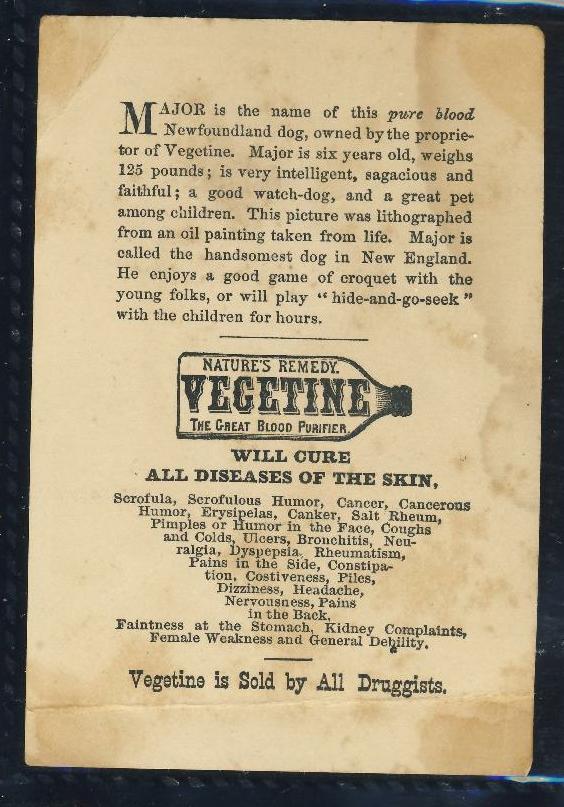 MAJOR is the name of this pure blood
Newfoundland dog, owned by the proprie-
tor of Vegetine. Major is six years old, weighs
125 pounds; is very intelligent, sagacious and
faithful; a good watch-dog, and a great pet
among children. This picture was lithographed
from an oil painting taken from life. Major is
called the handsomest dog in New England.
He enjoys a good game of croquet with the
young folks, or will play "hide-and-go-seek"
with the children for hours.
NATURE'S REMEDY.
VEGETINE
THE GREAT BLOOD PURIFIER.
WILL CURE
ALL DISEASES OF THE SKIN,
Scrofula, Scrofulous Humor, Cancer, Cancerous
Humor, Erysipelas, Canker, Salt Rheum,
Pimples or Humor in the Face, Coughs
and Colds, Ulcers, Bronchitis, Neu-
ralgia, Dyspepsia, Rheumatism,
Pains in the Side, Constipa-
tion, Costiveness, Piles,
Dizziness, Headache,
Nervousness, Pains
in the Back,
Faintness at the Stomach, Kidney Complaints,
Female Weakness and General Debility.
Vegetine is Sold by All Druggists.